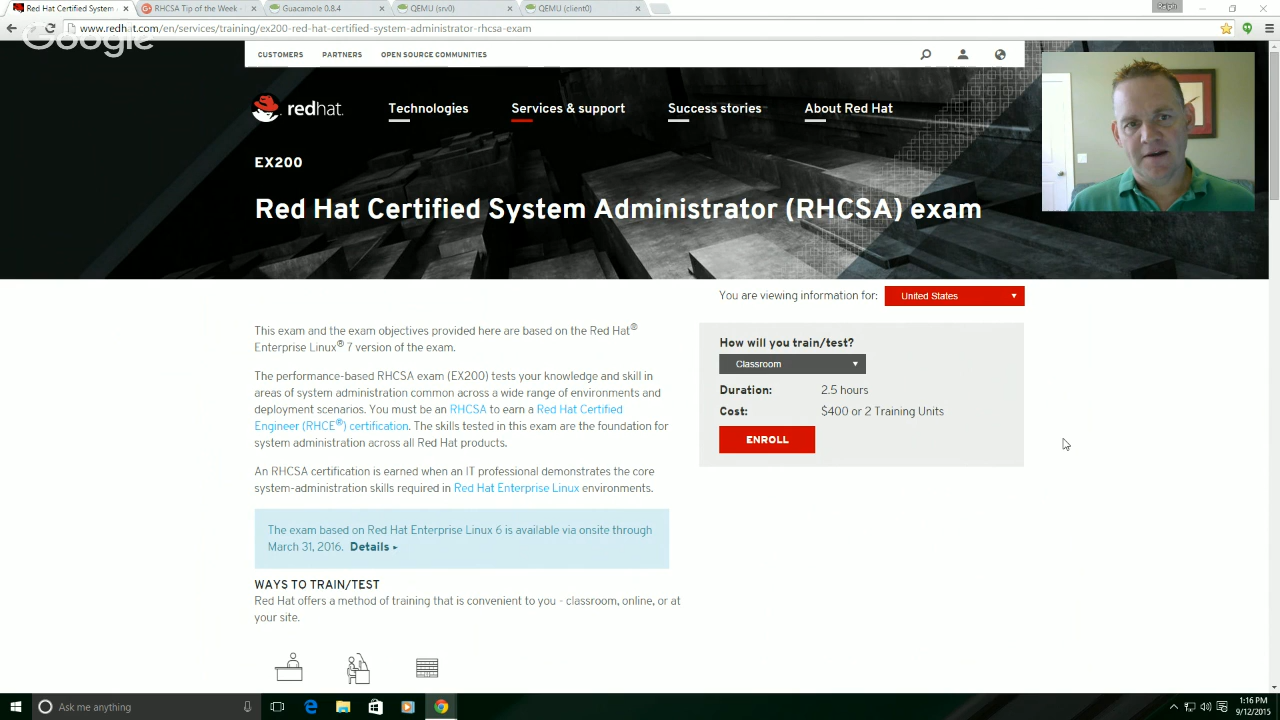 Red Hat Certified System
RHCSA Tip of the Week -
Guacamole 0.8.4
QEMU (srv0)
QEMU (client0)
Ralph
www.redhat.com/en/services/training/ex200-red-hat-certified-system-administrator-rhcsa-exam
Google
CUSTOMERS PARTNERS OPEN SOURCE COMMUNITIES
redhat. Technologies Services & support Success stories About Red Hat
EX200
Red Hat Certified System Administrator (RHCSA) exam
You are viewing information for: United States
This exam and the exam objectives provided here are based on the Red Hat®
Enterprise Linux® 7 version of the exam.
The performance-based RHCSA exam (EX200) tests your knowledge and skill in
areas of system administration common across a wide range of environments and
deployment scenarios. You must be an RHCSA to earn a Red Hat Certified
Engineer (RHCE®) certification. The skills tested in this exam are the foundation for
system administration across all Red Hat products.
An RHCSA certification is earned when an IT professional demonstrates the core
system-administration skills required in Red Hat Enterprise Linux environments.
The exam based on Red Hat Enterprise Linux 6 is available via onsite through
March 31, 2016. Details ▸
WAYS TO TRAIN/TEST
Red Hat offers a method of training that is convenient to you - classroom, online, or at
your site.
How will you train/test?
Classroom
Duration: 2.5 hours
Cost: $400 or 2 Training Units
ENROLL
Ask me anything
1:16 PM
9/12/2015